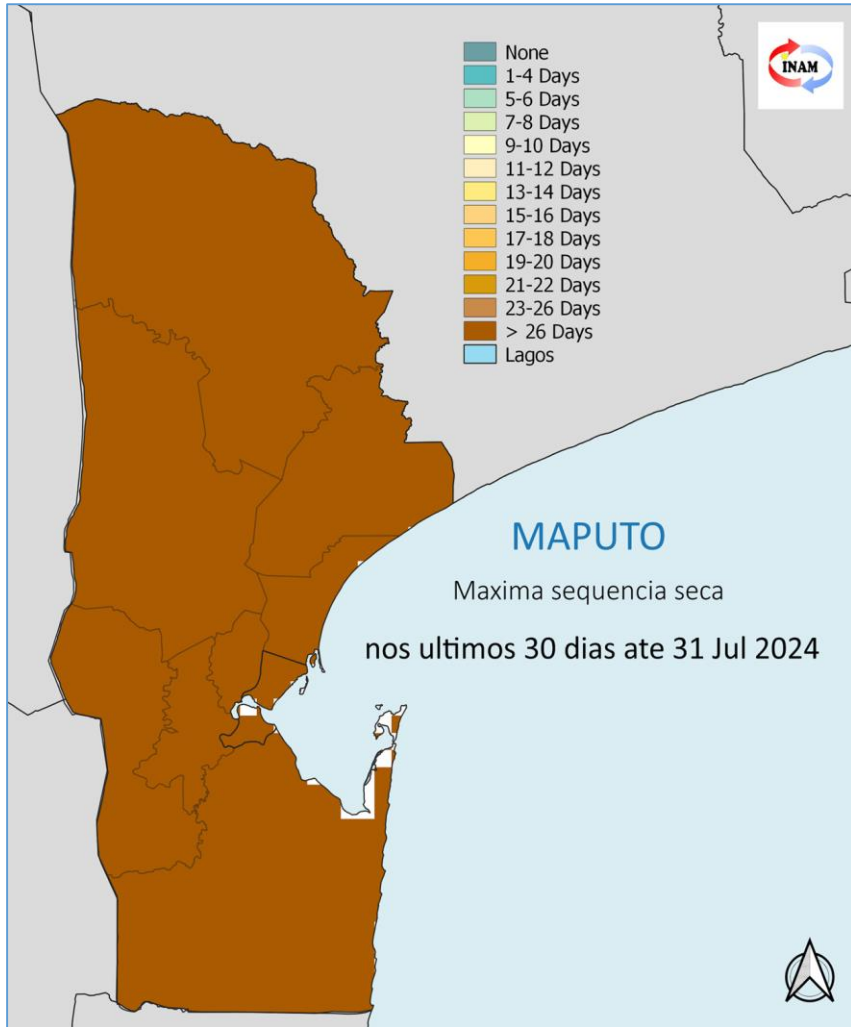 None
1-4 Days
5-6 Days
7-8 Days
9-10 Days
11-12 Days
13-14 Days
15-16 Days
17-18 Days
19-20 Days
21-22 Days
23-26 Days
> 26 Days
Lagos
INAM
MAPUTO
Maxima sequencia seca
nos ultimos 30 dias ate 31 Jul 2024